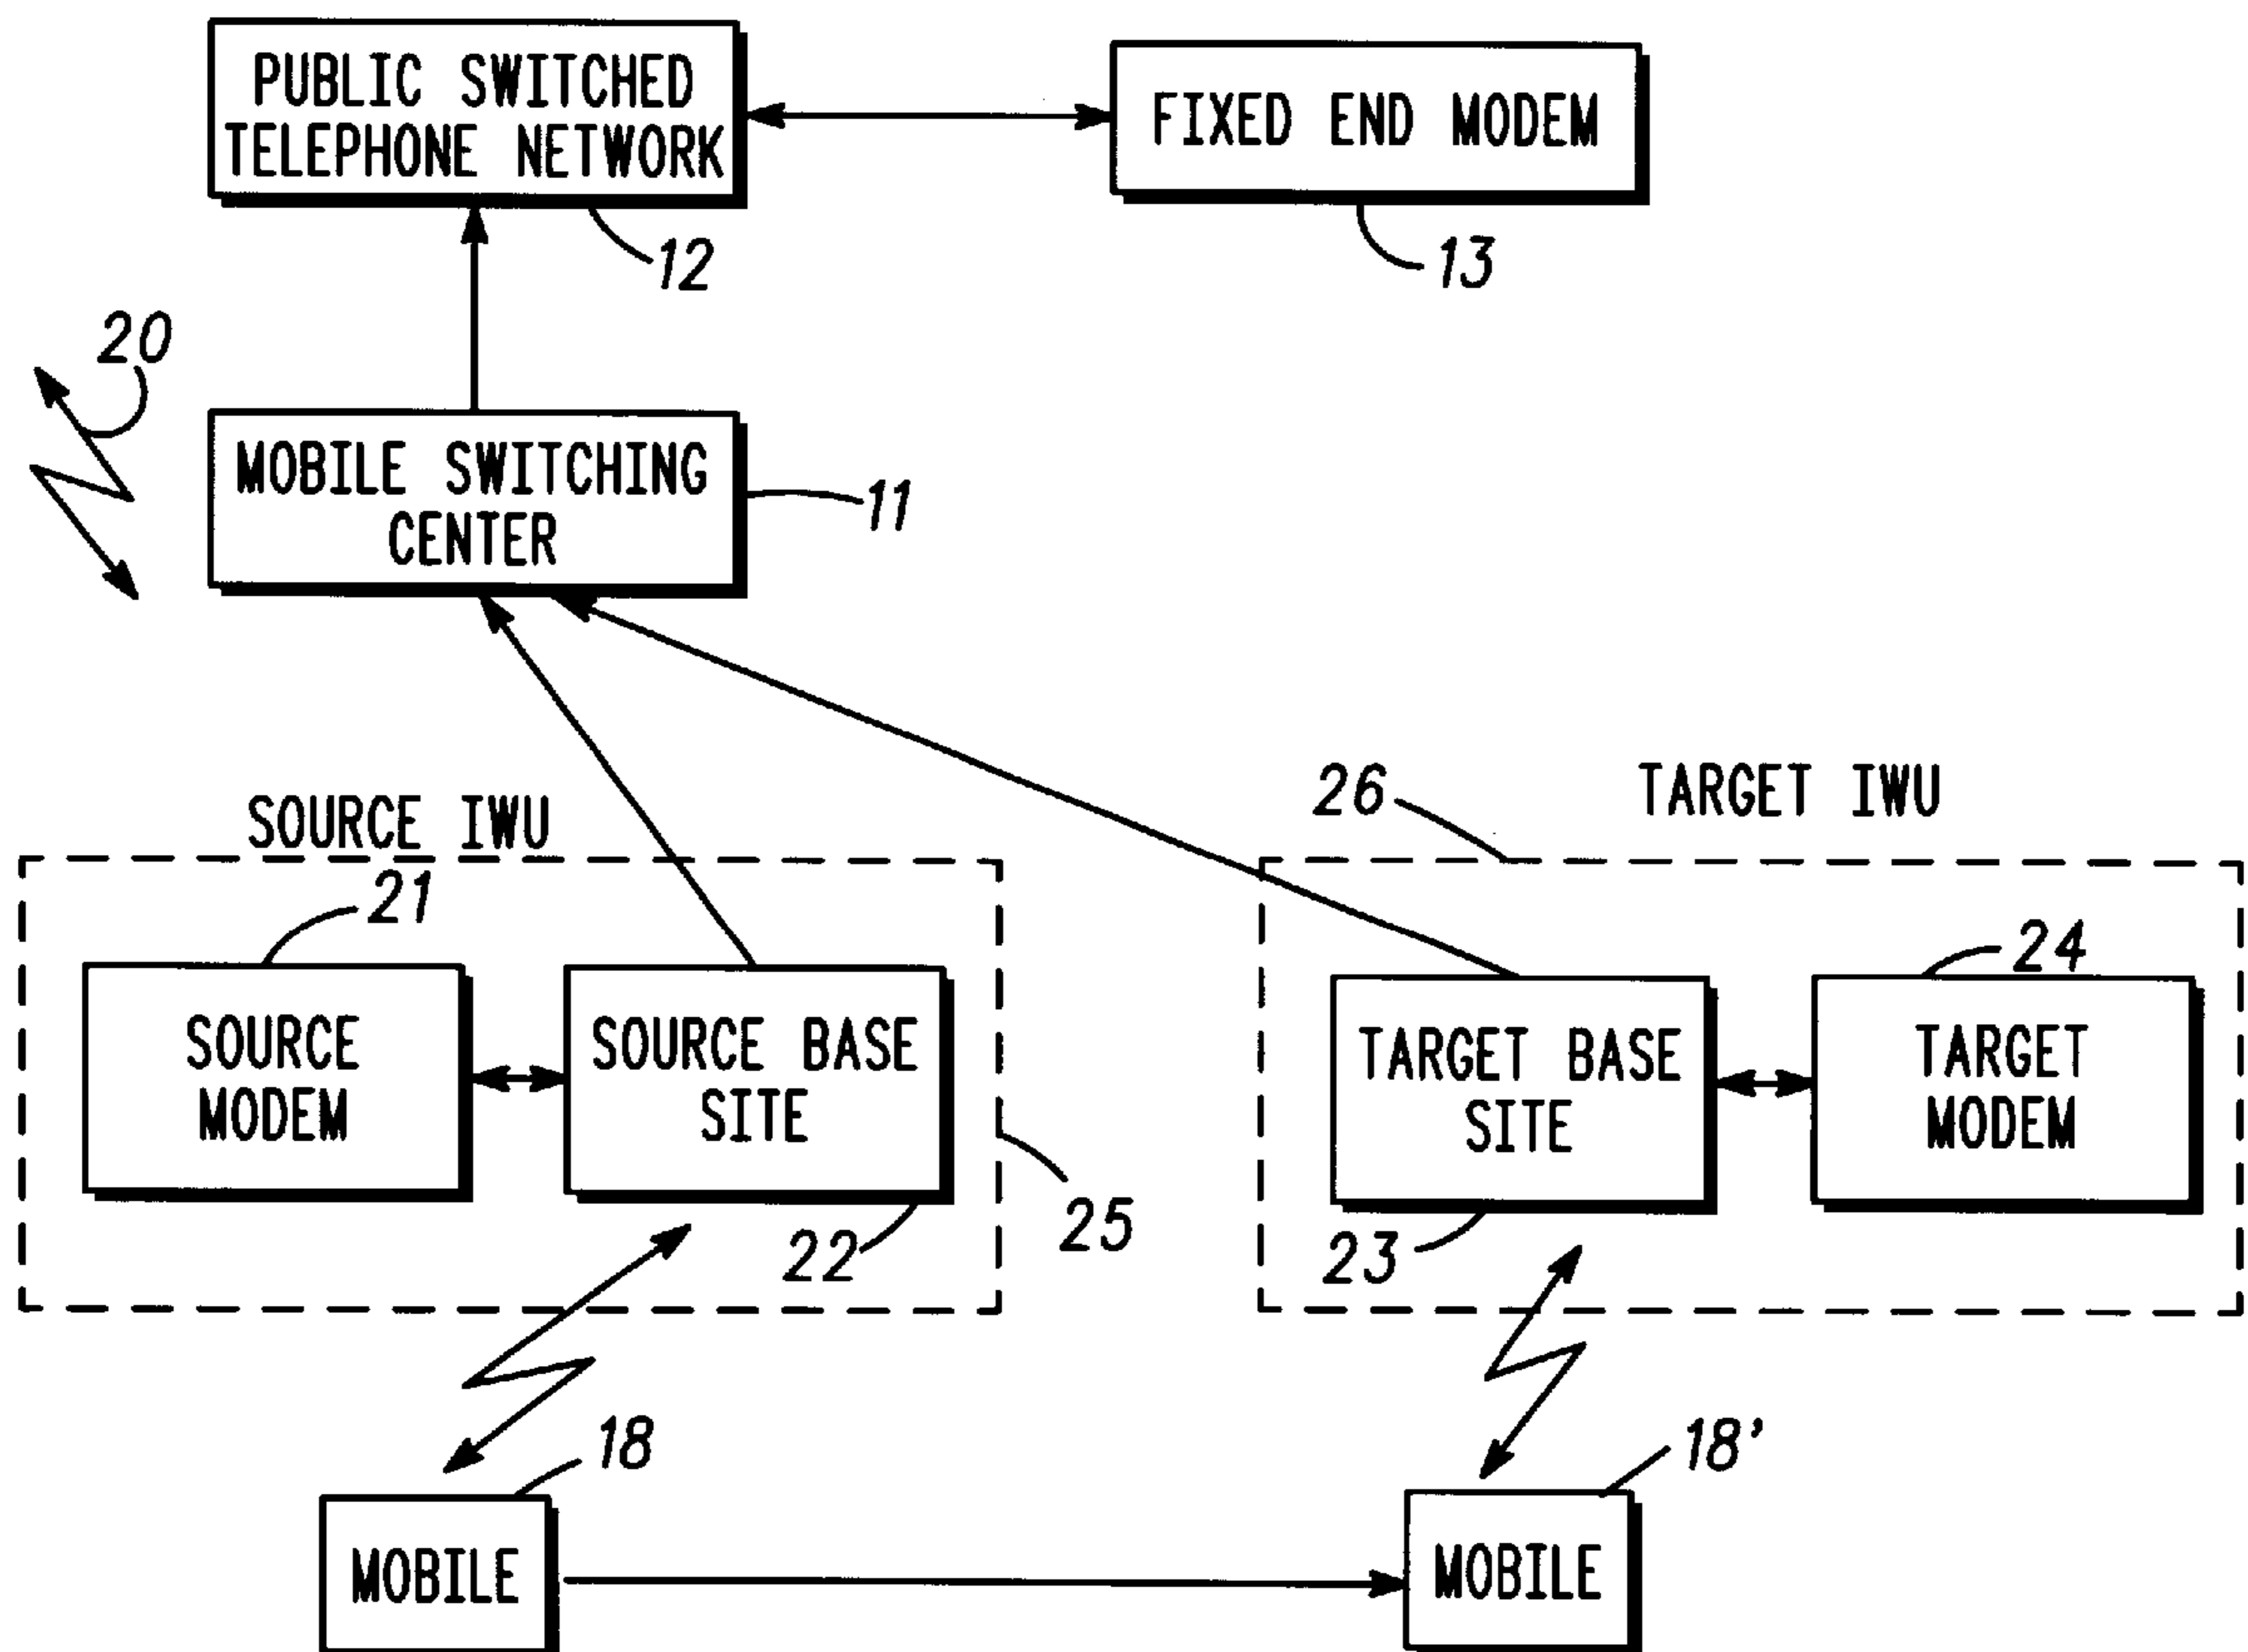 PUBLIC SWITCHED
TELEPHONE NETWORK
FIXED END MODEM
12
13
20
MOBILE SWITCHING
CENTER
11
SOURCE IWU
26
TARGET IWU
21
24
SOURCE
MODEM
SOURCE BASE
SITE
TARGET BASE
SITE
TARGET
MODEM
22
25
23
18
18'
MOBILE
MOBILE